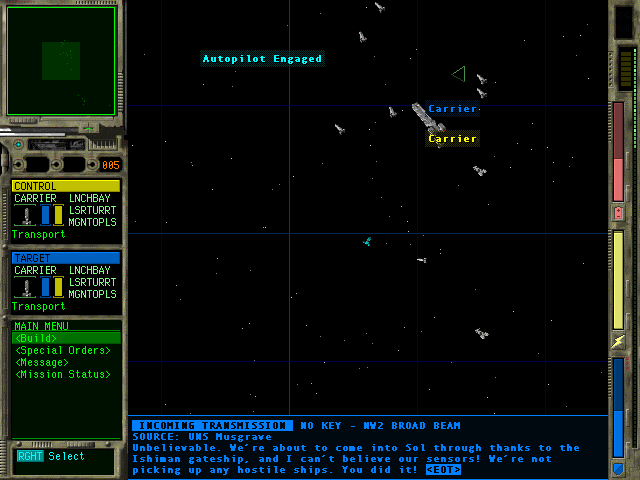 Autopilot Engaged
Carrier
Carrier
005
CONTROL
CARRIER LNCHBAY
LSRTURRT
MGNTOPLS
Transport
TARGET
CARRIER LNCHBAY
LSRTURRT
MGNTOPLS
Transport
MAIN MENU
<Build>
<Special Orders>
<Message>
<Mission Status>
RGHT Select
INCOMING TRANSMISSION NO KEY - NW2 BROAD BEAM
SOURCE: UNS Musgrave
Unbelievable. We're about to come into Sol through thanks to the
Ishiman gateship, and I can't believe our sensors! We're not
picking up any hostile ships. You did it! <EOT>